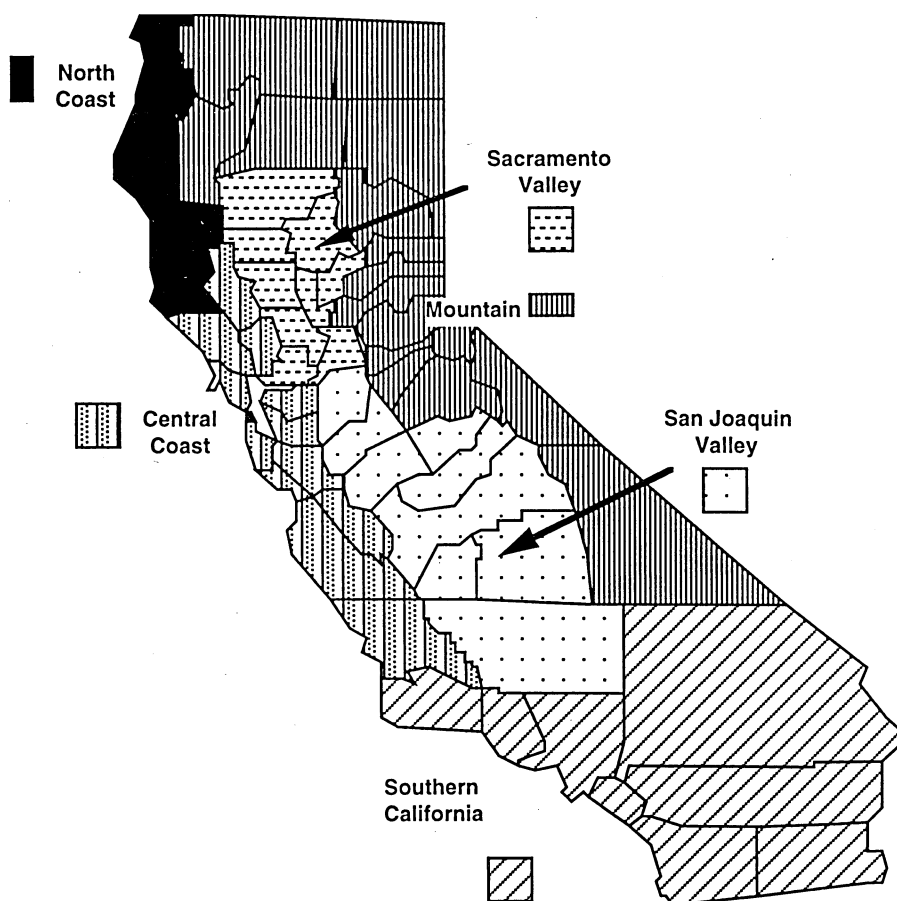 North
Coast
Sacramento
Valley
Mountain
Central
Coast
San Joaquin
Valley
Southern
California